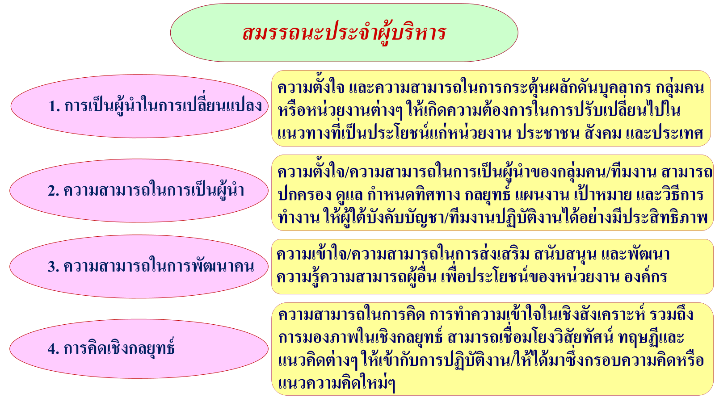 สมรรถนะประจำผู้บริหาร
1. การเป็นผู้นำในการเปลี่ยนแปลง
ความตั้งใจ และความสามารถในการกระตุ้นผลักดันบุคลากร กลุ่มคน
หรือหน่วยงานต่างๆ ให้เกิดความต้องการในการปรับเปลี่ยนไปใน
แนวทางที่เป็นประโยชน์แก่หน่วยงาน ประชาชน สังคม และประเทศ
2. ความสามารถในการเป็นผู้นำ
ความตั้งใจ/ความสามารถในการเป็นผู้นำของกลุ่มคน/ทีมงาน สามารถ
ปกครอง ดูแล กำหนดทิศทาง กลยุทธ์ แผนงาน เป้าหมาย และวิธีการ
ทำงาน ให้ผู้ใต้บังคับบัญชา/ทีมงานปฏิบัติงานได้อย่างมีประสิทธิภาพ
3. ความสามารถในการพัฒนาคน
ความเข้าใจ/ความสามารถในการส่งเสริม สนับสนุน และพัฒนา
ความรู้ความสามารถผู้อื่น เพื่อประโยชน์ของหน่วยงาน องค์กร
4. การคิดเชิงกลยุทธ์
ความสามารถในการคิด การทำความเข้าใจในเชิงสังเคราะห์ รวมถึง
การมองภาพในเชิงกลยุทธ์ สามารถเชื่อมโยงวิสัยทัศน์ ทฤษฎีและ
แนวคิดต่างๆ ให้เข้ากับการปฏิบัติงาน/ให้ได้มาซึ่งกรอบความคิดหรือ
แนวความคิดใหม่ๆ